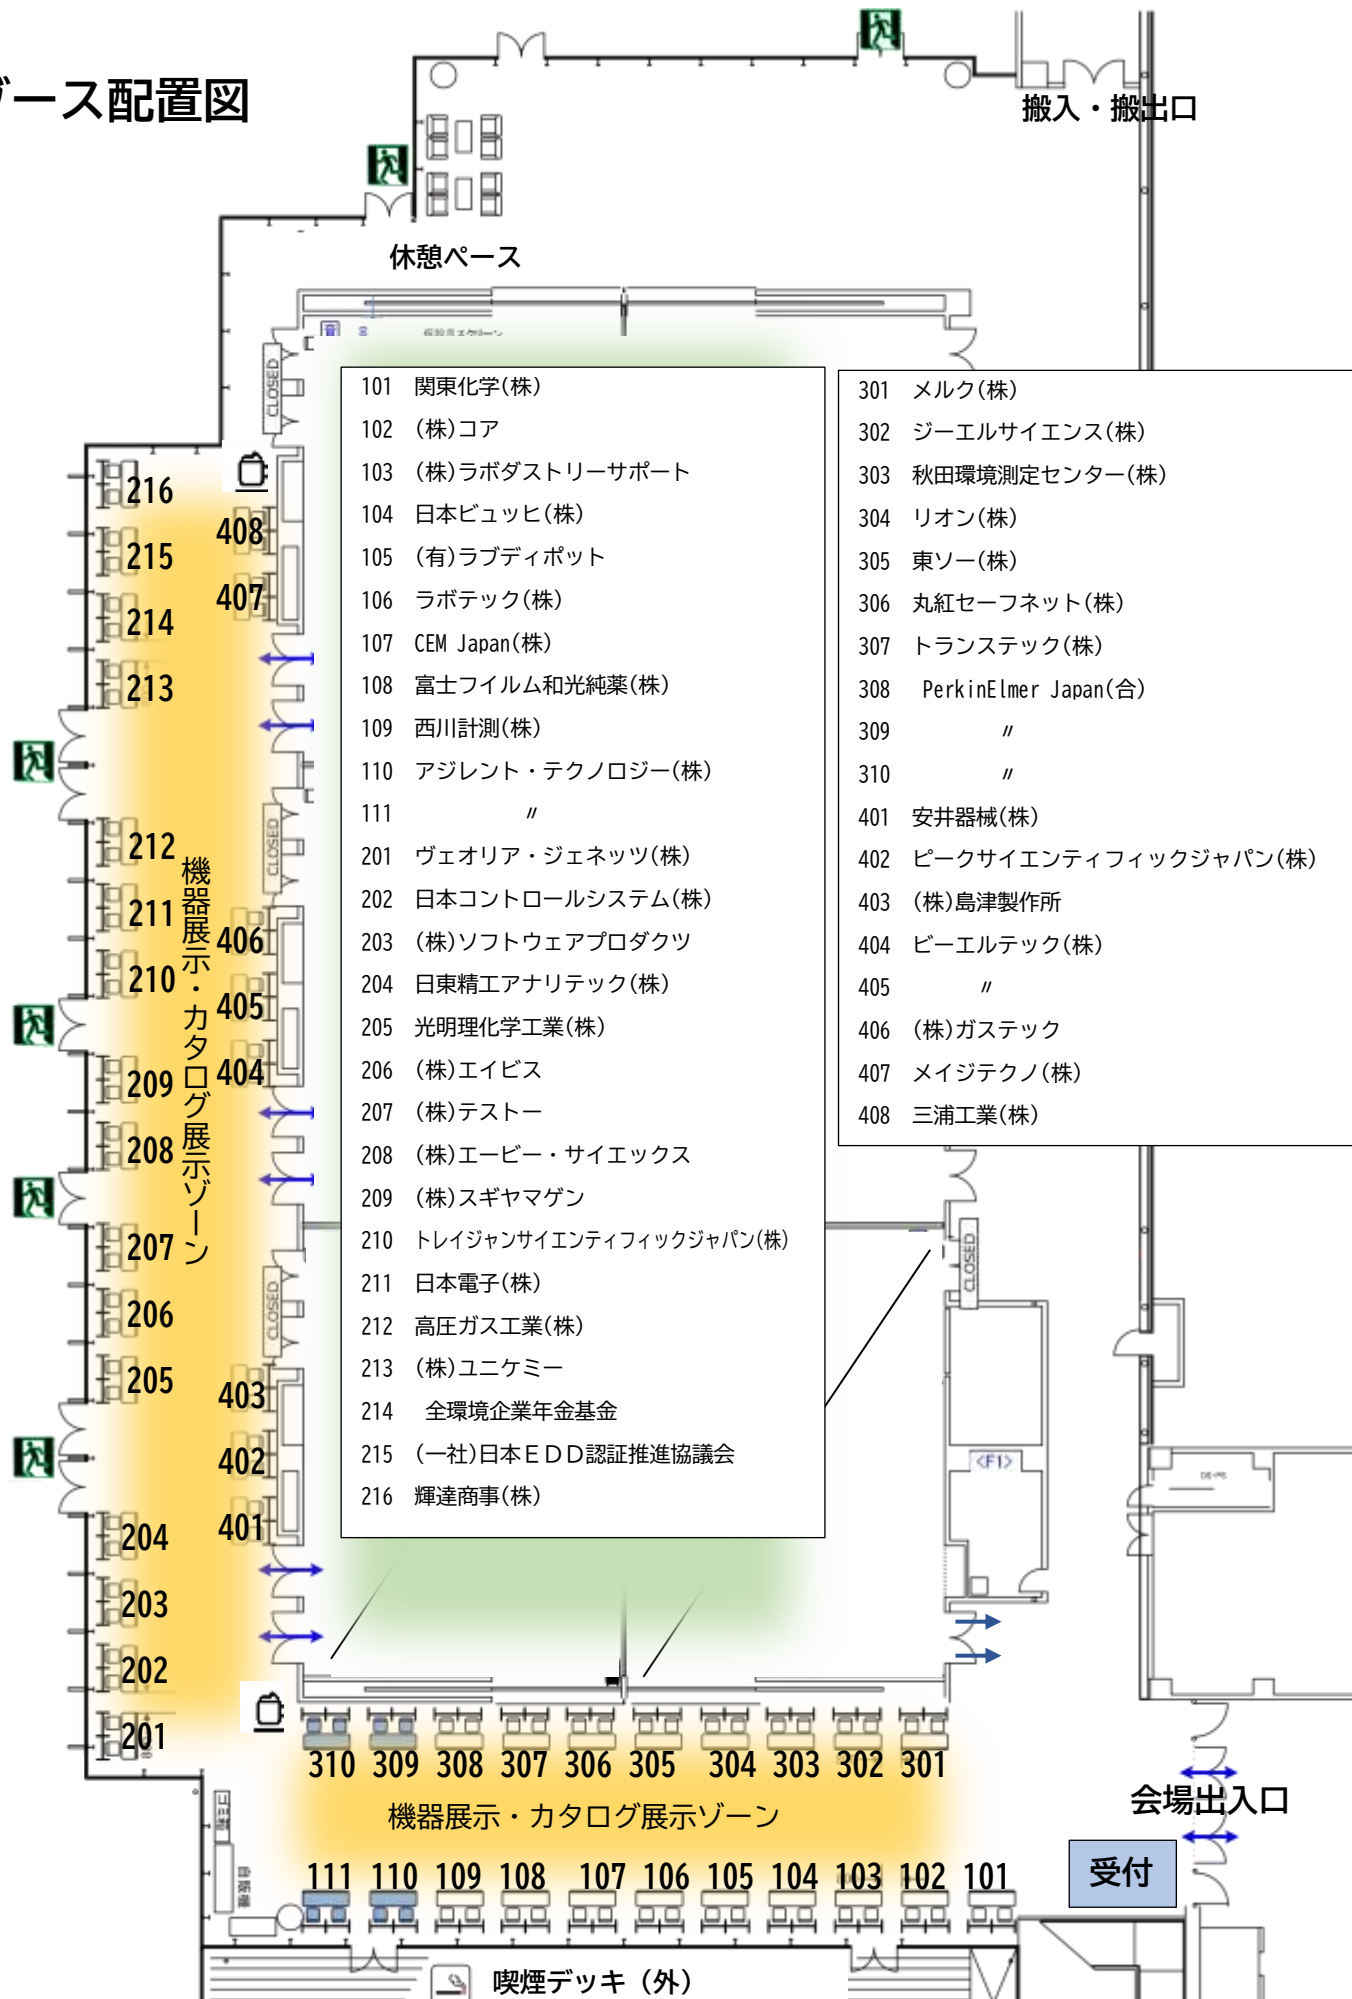 ブース配置図
搬入・搬出口
休憩ペース
CLOSED
101 関東化学(株)
102 (株)コア
103 (株)ラボダストリーサポート
104 日本ビュッヒ(株)
105 (有)ラブディポット
106 ラボテック(株)
107 CEM Japan(株)
108 富士フイルム和光純薬(株)
109 西川計測(株)
110 アジレント・テクノロジー(株)
111 〃
201 ヴェオリア・ジェネッツ(株)
202 日本コントロールシステム(株)
203 (株)ソフトウェアプロダクツ
204 日東精工アナリテック(株)
205 光明理化学工業(株)
206 (株)エイビス
207 (株)テストー
208 (株)エービー・サイエックス
209 (株)スギヤマゲン
210 トレイジャンサイエンティフィックジャパン(株)
211 日本電子(株)
212 高圧ガス工業(株)
213 (株)ユニケミー
214 全環境企業年金基金
215 (一社)日本ＥＤＤ認証推進協議会
216 輝達商事(株)
301 メルク(株)
302 ジーエルサイエンス(株)
303 秋田環境測定センター(株)
304 リオン(株)
305 東ソー(株)
306 丸紅セーフネット(株)
307 トランステック(株)
308 PerkinElmer Japan(合)
309 〃
310 〃
401 安井器械(株)
402 ピークサイエンティフィックジャパン(株)
403 (株)島津製作所
404 ビーエルテック(株)
405 〃
406 (株)ガステック
407 メイジテクノ(株)
408 三浦工業(株)
216
408
215
407
214
213
CLOSED
212
211
406
210
405
209
404
208
機器展示・カタログ展示ゾーン
207
CLOSED
CLOSED
206
205
403
402
<F1>
401
204
203
202
201
310 309 308 307 306 305 304 303 302 301
機器展示・カタログ展示ゾーン
会場出入口
受付
自販機
111 110 109 108 107 106 105 104 103 102 101
喫煙デッキ（外）